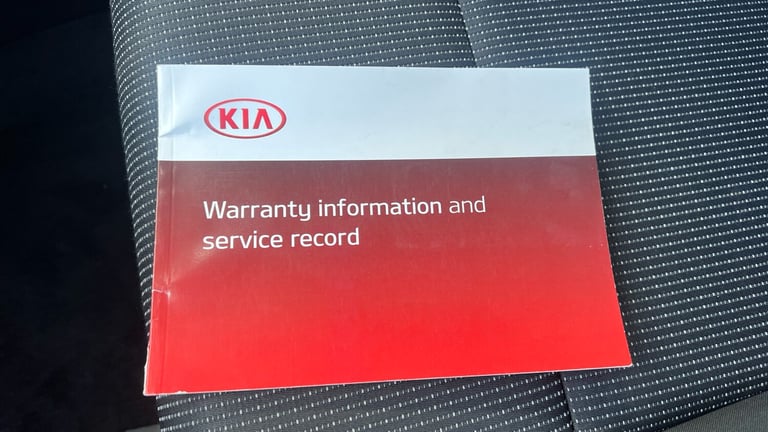 KIA
Warranty information and
service record